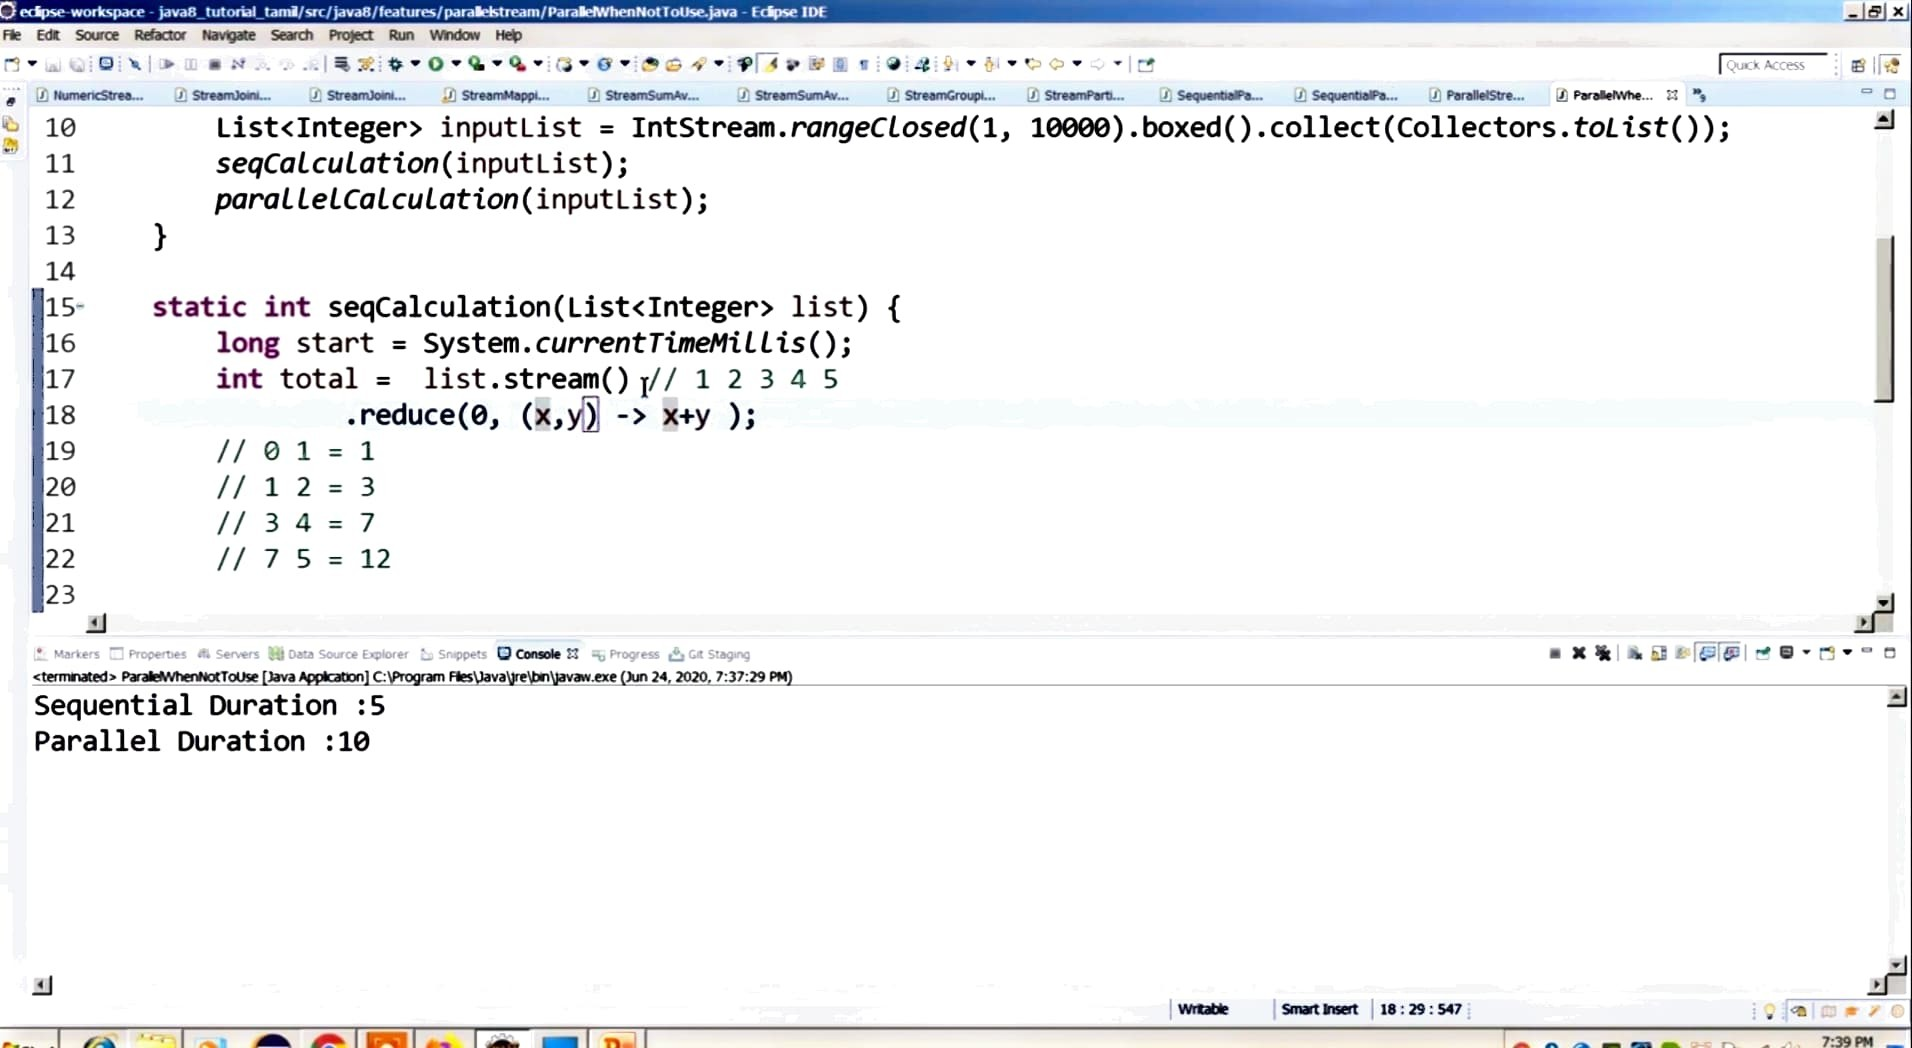 eclipse-workspace - java8_tutorial_tamil/src/java8/features/parallelstream/ParallelWhenNotToUse.java - Eclipse IDE
File Edit Source Refactor Navigate Search Project Run Window Help
Quick Access
NumericStrea... StreamJoini... StreamJoini... StreamMappi... StreamSumAv... StreamSumAv... StreamGroupi... StreamParti... SequentialPa... SequentialPa... ParallelStre... ParallelWhe...
10 List<Integer> inputList = IntStream.rangeClosed(1, 10000).boxed().collect(Collectors.toList());
11 seqCalculation(inputList);
12 parallelCalculation(inputList);
13 }
14
15 static int seqCalculation(List<Integer> list) {
16 long start = System.currentTimeMillis();
17 int total = list.stream() // 1 2 3 4 5
18 .reduce(0, (x,y) -> x+y );
19 // 0 1 = 1
20 // 1 2 = 3
21 // 3 4 = 7
22 // 7 5 = 12
23
Markers Properties Servers Data Source Explorer Snippets Console Progress Git Staging
<terminated> ParallelWhenNotToUse [Java Application] C:\Program Files\Java\jre\bin\javaw.exe (Jun 24, 2020, 7:37:29 PM)
Sequential Duration :5
Parallel Duration :10
Writable Smart Insert 18 : 29 : 547
7:39 PM